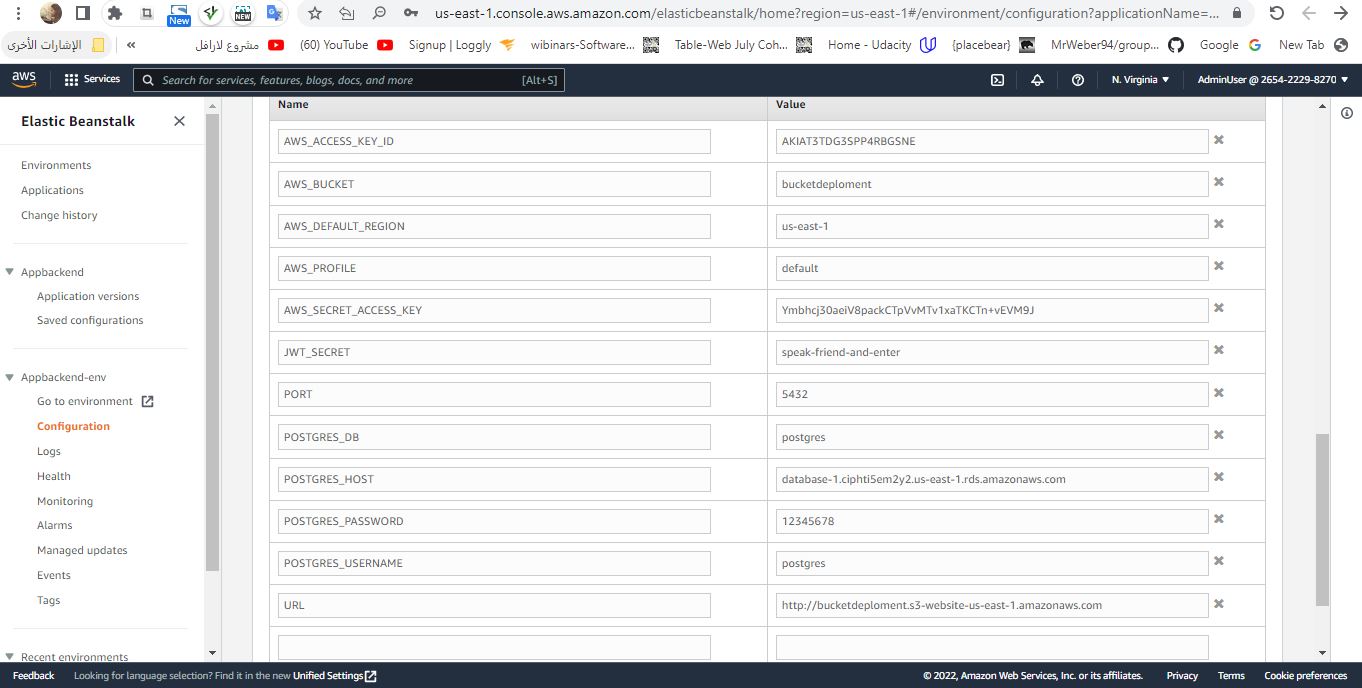 us-east-1.console.aws.amazon.com/elasticbeanstalk/home?region=us-east-1#/environment/configuration?applicationName=...
New
NEW
NEW
الإشارات الأخرى
«
مشروع لارافل
(60) YouTube
Signup | Loggly
wibinars-Software...
Table-Web July Coh...
Home - Udacity
{placebear}
MrWeber94/group...
Google
New Tab
aws
Services
Search for services, features, blogs, docs, and more
[Alt+S]
N. Virginia
AdminUser @ 2654-2229-8270
Elastic Beanstalk
Environments
Applications
Change history
Appbackend
Application versions
Saved configurations
Appbackend-env
Go to environment
Configuration
Logs
Health
Monitoring
Alarms
Managed updates
Events
Tags
Recent environments
Name Value
AWS_ACCESS_KEY_ID AKIAT3TDG3SPP4RBGSNE
AWS_BUCKET bucketdeploment
AWS_DEFAULT_REGION us-east-1
AWS_PROFILE default
AWS_SECRET_ACCESS_KEY Ymbhcj30aeiV8packCTpVvMTv1xaTKCTn+vEVM9J
JWT_SECRET speak-friend-and-enter
PORT 5432
POSTGRES_DB postgres
POSTGRES_HOST database-1.ciphti5em2y2.us-east-1.rds.amazonaws.com
POSTGRES_PASSWORD 12345678
POSTGRES_USERNAME postgres
URL http://bucketdeploment.s3-website-us-east-1.amazonaws.com
Feedback
Looking for language selection? Find it in the new Unified Settings
© 2022, Amazon Web Services, Inc. or its affiliates.
Privacy
Terms
Cookie preferences